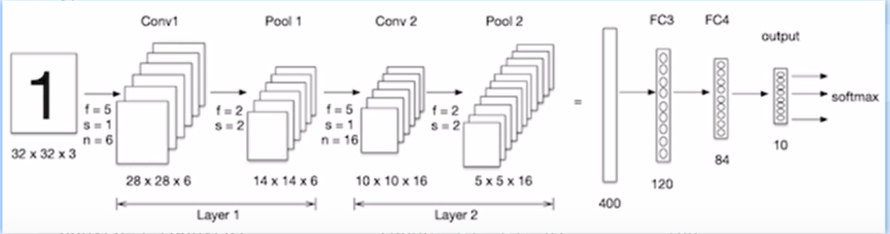 Conv1
Pool 1
Conv 2
Pool 2
FC3
FC4
output
1
32 x 32 x 3
f = 5
s = 1
n = 6
28 x 28 x 6
f = 2
s = 2
14 x 14 x 6
f = 5
s = 1
n = 16
10 x 10 x 16
f = 2
s = 2
5 x 5 x 16
=
400
120
84
10
softmax
Layer 1
Layer 2